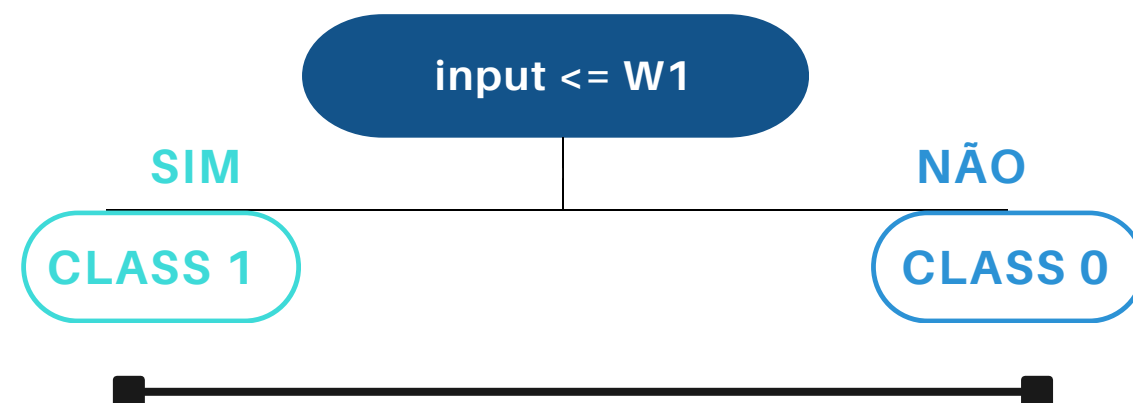 input <= W1
SIM
NÃO
CLASS 1
CLASS 0